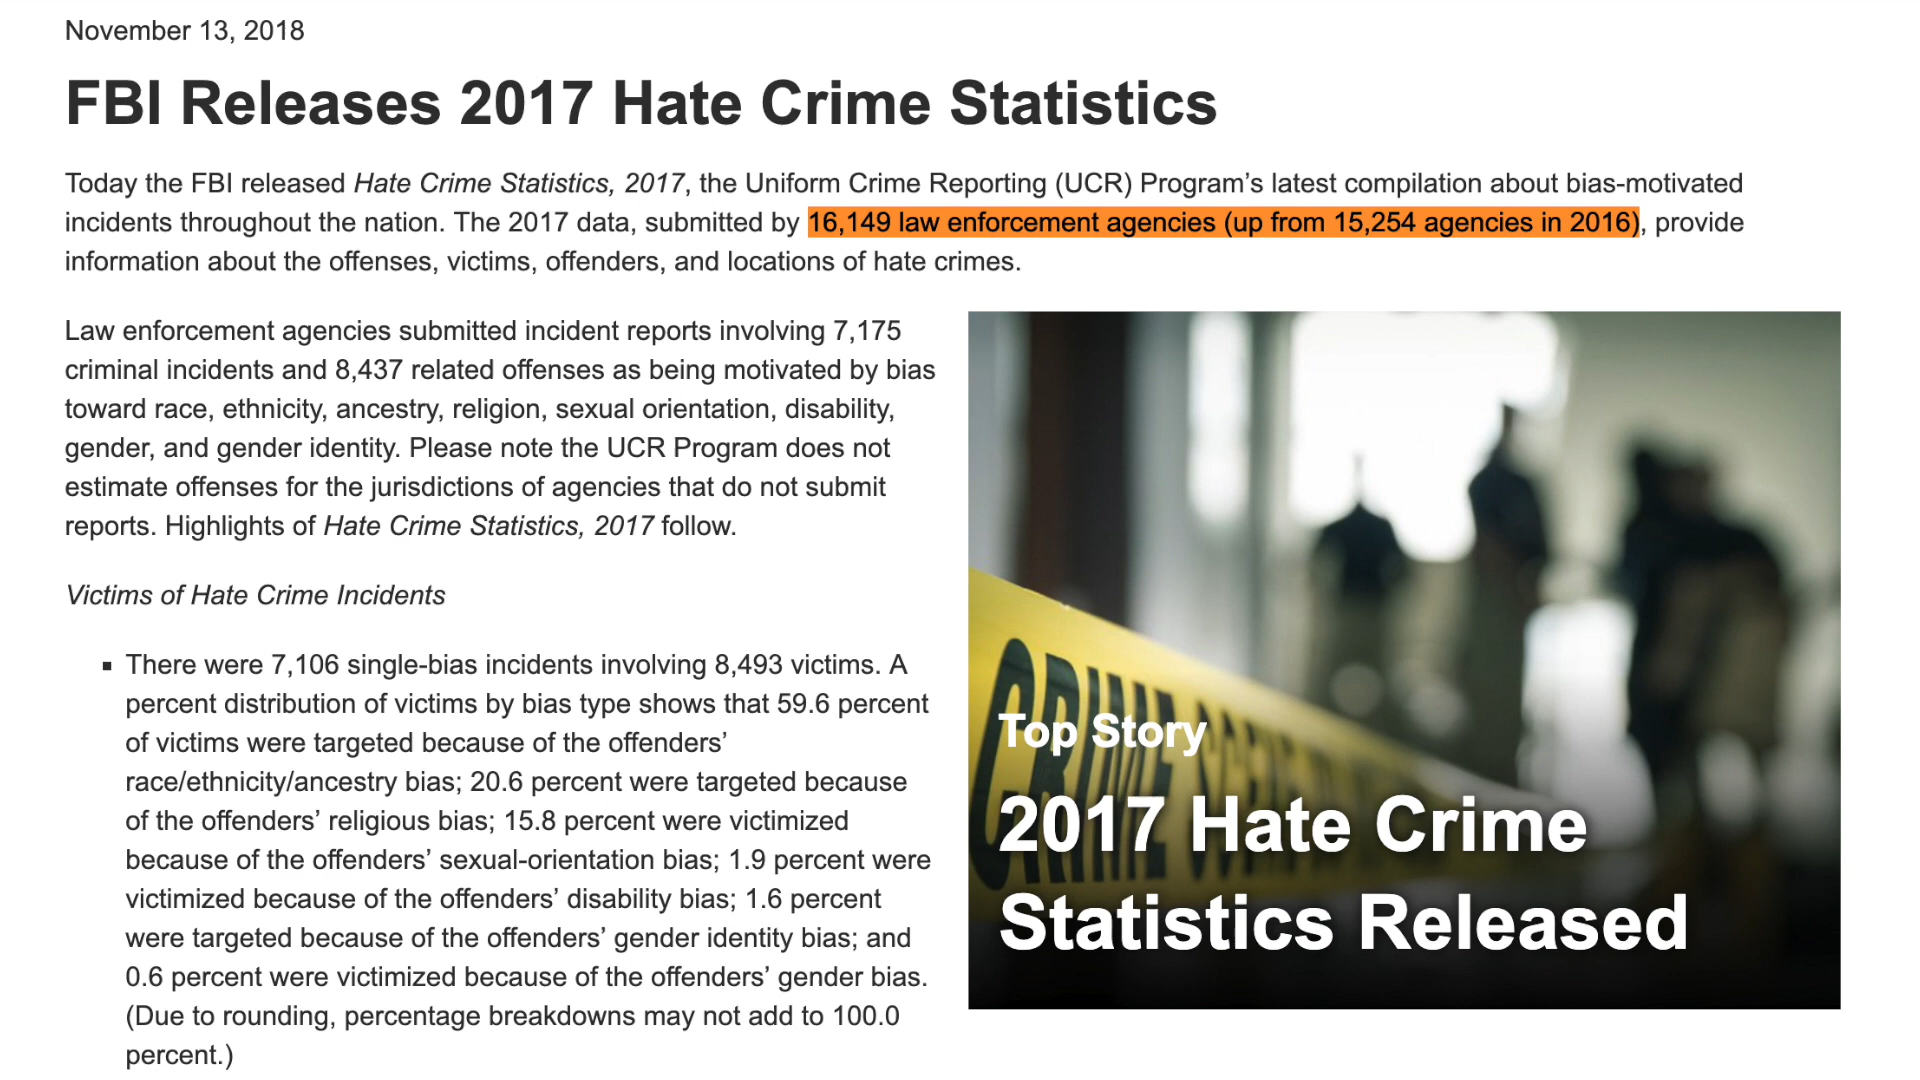 November 13, 2018
FBI Releases 2017 Hate Crime Statistics
Today the FBI released Hate Crime Statistics, 2017, the Uniform Crime Reporting (UCR) Program’s latest compilation about bias-motivated
incidents throughout the nation. The 2017 data, submitted by 16,149 law enforcement agencies (up from 15,254 agencies in 2016), provide
information about the offenses, victims, offenders, and locations of hate crimes.
Law enforcement agencies submitted incident reports involving 7,175
criminal incidents and 8,437 related offenses as being motivated by bias
toward race, ethnicity, ancestry, religion, sexual orientation, disability,
gender, and gender identity. Please note the UCR Program does not
estimate offenses for the jurisdictions of agencies that do not submit
reports. Highlights of Hate Crime Statistics, 2017 follow.
Victims of Hate Crime Incidents
▪ There were 7,106 single-bias incidents involving 8,493 victims. A
percent distribution of victims by bias type shows that 59.6 percent
of victims were targeted because of the offenders’
race/ethnicity/ancestry bias; 20.6 percent were targeted because
of the offenders’ religious bias; 15.8 percent were victimized
because of the offenders’ sexual-orientation bias; 1.9 percent were
victimized because of the offenders’ disability bias; 1.6 percent
were targeted because of the offenders’ gender identity bias; and
0.6 percent were victimized because of the offenders’ gender bias.
(Due to rounding, percentage breakdowns may not add to 100.0
percent.)
CRIME SCENE
Top Story
2017 Hate Crime
Statistics Released